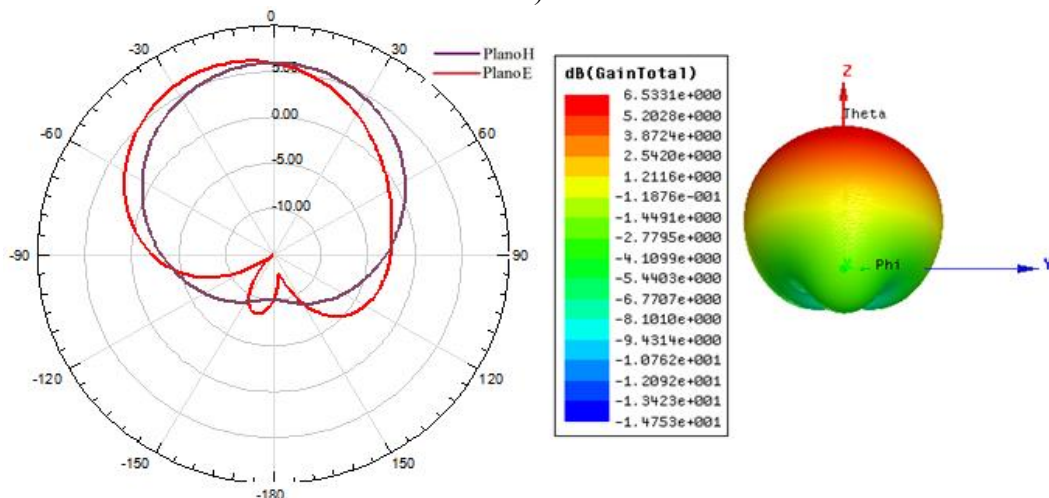 )
0
-30
30
5.00
-60
60
0.00
-5.00
-10.00
-90
90
-120
120
-150
150
-180
Plano H
Plano E
dB(GainTotal)
6.5331e+000
5.2028e+000
3.8724e+000
2.5420e+000
1.2116e+000
-1.1876e-001
-1.4491e+000
-2.7795e+000
-4.1099e+000
-5.4403e+000
-6.7707e+000
-8.1010e+000
-9.4314e+000
-1.0762e+001
-1.2092e+001
-1.3423e+001
-1.4753e+001
Z
Theta
Phi
Y